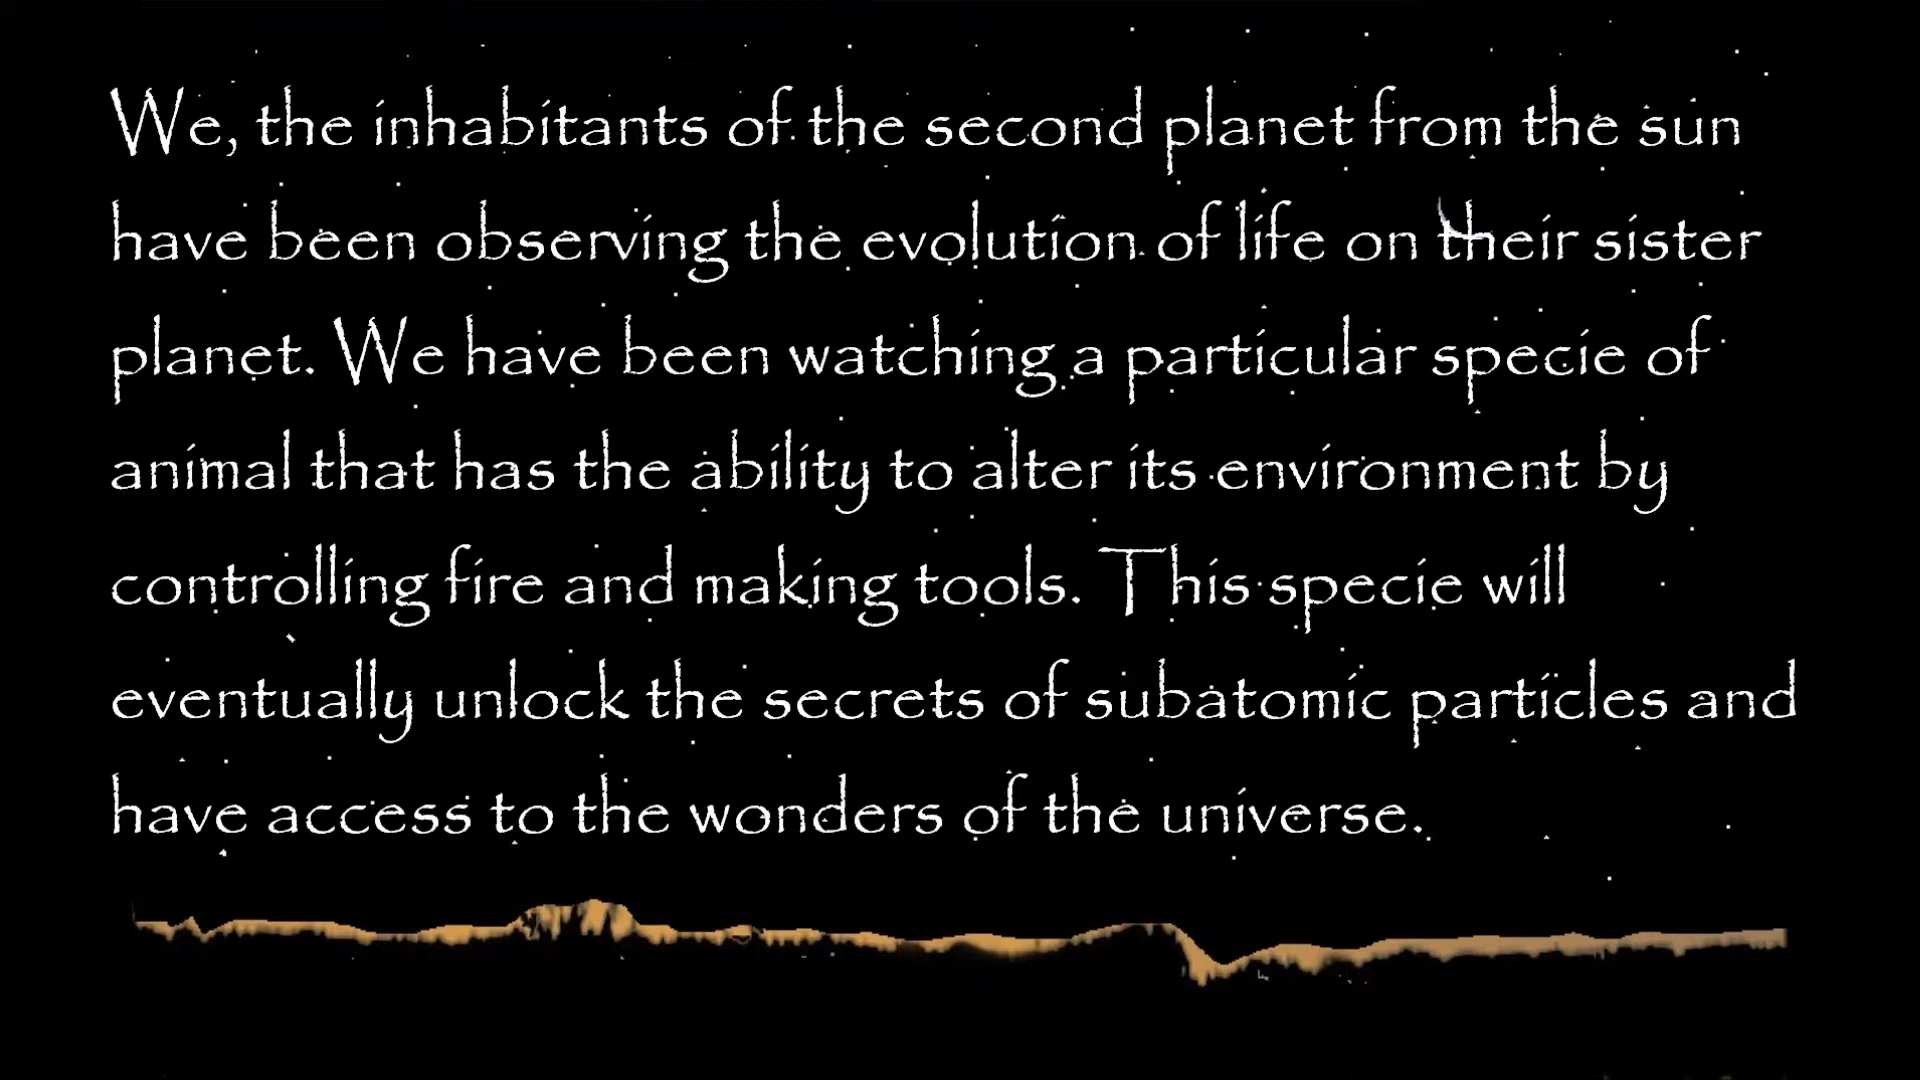 We, the inhabitants of the second planet from the sun
have been observing the evolution of life on their sister
planet. We have been watching a particular specie of
animal that has the ability to alter its environment by
controlling fire and making tools. This specie will
eventually unlock the secrets of subatomic particles and
have access to the wonders of the universe.